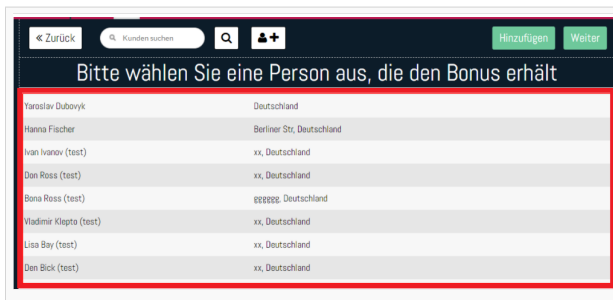 « Zurück Kunden suchen Hinzufügen Weiter
Bitte wählen Sie eine Person aus, die den Bonus erhält
Yaroslav Dubovyk Deutschland
Hanna Fischer Berliner Str, Deutschland
Ivan Ivanov (test) xx, Deutschland
Don Ross (test) xx, Deutschland
Bona Ross (test) gggggg, Deutschland
Vladimir Klepto (test) xx, Deutschland
Lisa Bay (test) xx, Deutschland
Den Bick (test) xx, Deutschland